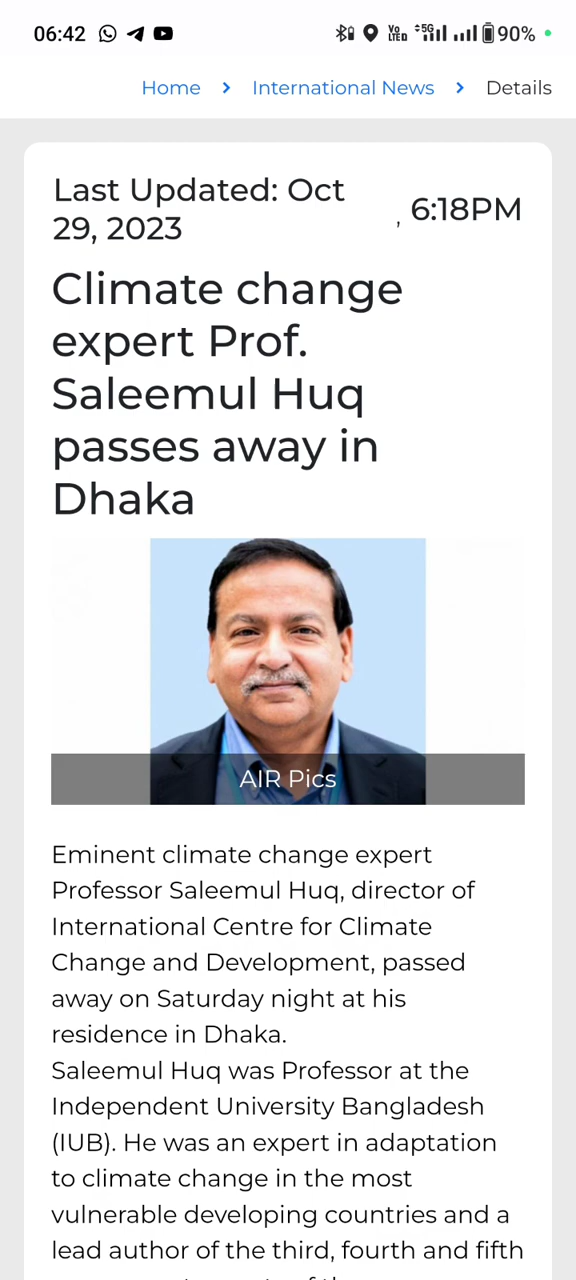 06:42 Vo LTED 5G 90%
Home > International News > Details
Last Updated: Oct
29, 2023 , 6:18PM
Climate change
expert Prof.
Saleemul Huq
passes away in
Dhaka
AIR Pics
Eminent climate change expert
Professor Saleemul Huq, director of
International Centre for Climate
Change and Development, passed
away on Saturday night at his
residence in Dhaka.
Saleemul Huq was Professor at the
Independent University Bangladesh
(IUB). He was an expert in adaptation
to climate change in the most
vulnerable developing countries and a
lead author of the third, fourth and fifth